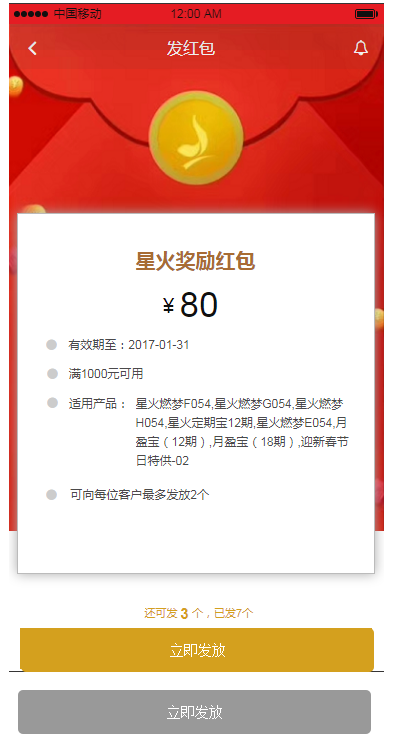 中国移动 12:00 AM
发红包
星火奖励红包
¥ 80
有效期至：2017-01-31
满1000元可用
适用产品： 星火燃梦F054,星火燃梦G054,星火燃梦
H054,星火定期宝12期,星火燃梦E054,月
盈宝（12期）,月盈宝（18期）,迎新春节
日特供-02
可向每位客户最多发放2个
还可发 3 个，已发7个
立即发放
立即发放